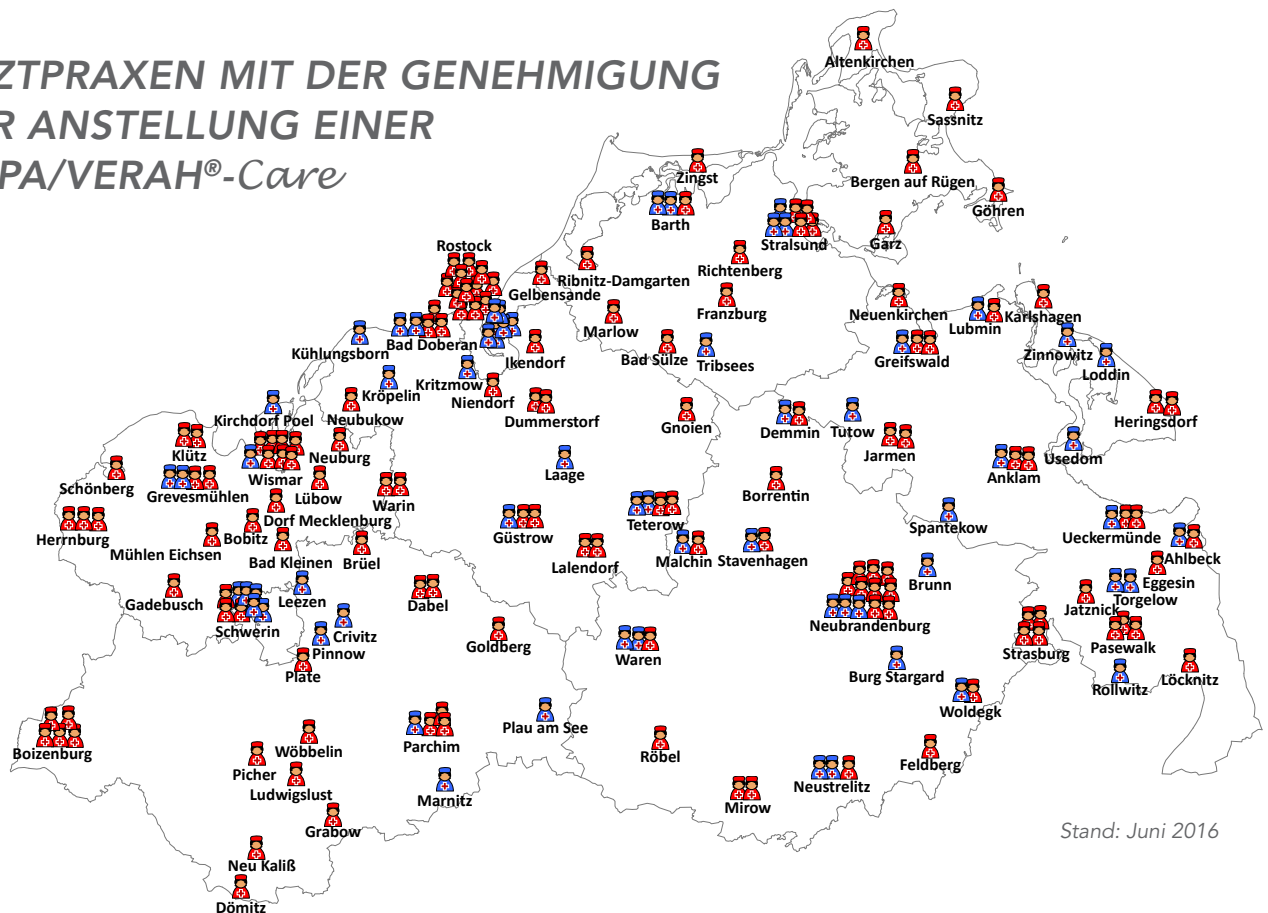 ZTPRAXEN MIT DER GENEHMIGUNG
R ANSTELLUNG EINER
PA/VERAH®-Care
Altenkirchen
Sassnitz
Zingst
Bergen auf Rügen
Göhren
Barth
Stralsund
Garz
Rostock
Richtenberg
Ribnitz-Damgarten
Gelbensande
Franzburg
Neuenkirchen
Karlshagen
Lubmin
Marlow
Bad Doberan
Kühlungsborn
Ikendorf
Bad Sülze
Tribsees
Greifswald
Zinnowitz
Loddin
Kritzmow
Kröpelin
Niendorf
Kirchdorf Poel
Neubukow
Dummerstorf
Gnoien
Demmin
Tutow
Heringsdorf
Klütz
Neuburg
Jarmen
Usedom
Wismar
Schönberg
Grevesmühlen
Lübow
Laage
Borrentin
Anklam
Warin
Dorf Mecklenburg
Teterow
Spantekow
Herrnburg
Bobitz
Güstrow
Ueckermünde
Mühlen Eichsen
Bad Kleinen
Brüel
Lalendorf
Malchin
Stavenhagen
Ahlbeck
Eggesin
Gadebusch
Leezen
Dabel
Brunn
Jatznick
Torgelow
Schwerin
Crivitz
Neubrandenburg
Goldberg
Pinnow
Waren
Strasburg
Pasewalk
Plate
Burg Stargard
Rollwitz
Löcknitz
Woldegk
Plau am See
Boizenburg
Wöbbelin
Parchim
Röbel
Feldberg
Picher
Ludwigslust
Marnitz
Neustrelitz
Mirow
Grabow
Stand: Juni 2016
Neu Kaliß
Dömitz